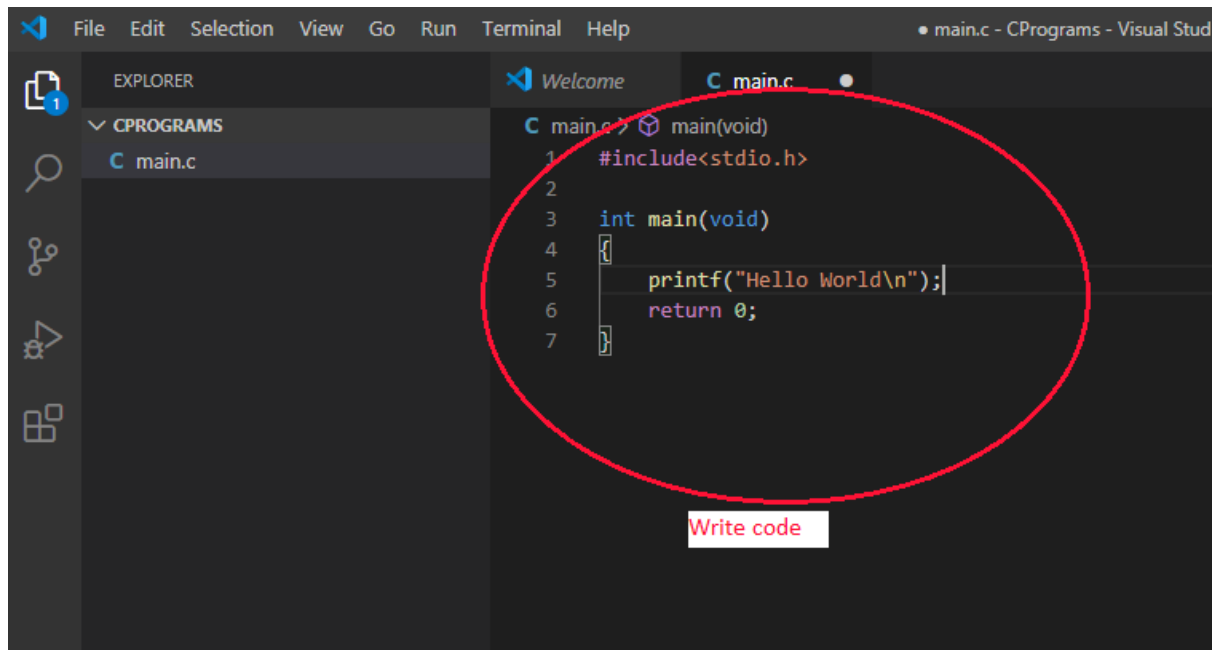 File Edit Selection View Go Run Terminal Help ● main.c - CPrograms - Visual Stud
1
EXPLORER
CPROGRAMS
C main.c
Welcome C main.c ●
C main.c > main(void)
1 #include<stdio.h>
2
3 int main(void)
4 {
5 printf("Hello World\n");
6 return 0;
7 }
Write code